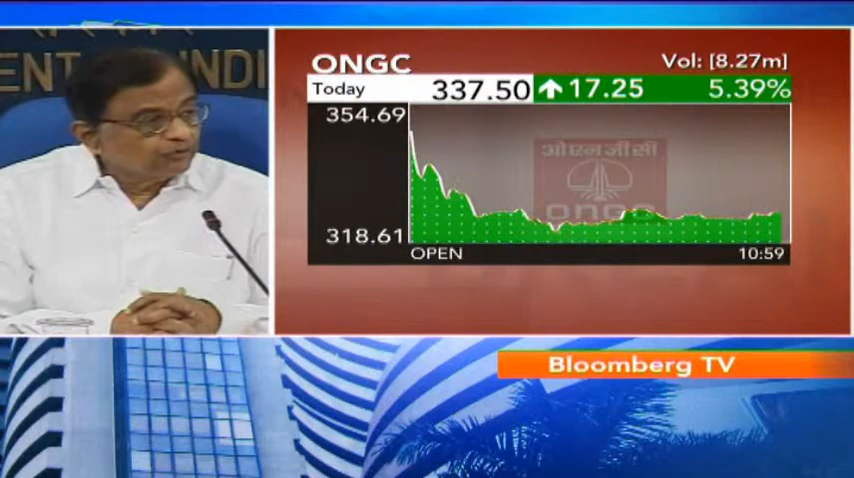 ENT
INDI
ONGC
Vol: [8.27m]
Today
337.50
17.25
5.39%
354.69
ओएनजीसी
ONGC
318.61
OPEN
10:59
Bloomberg TV